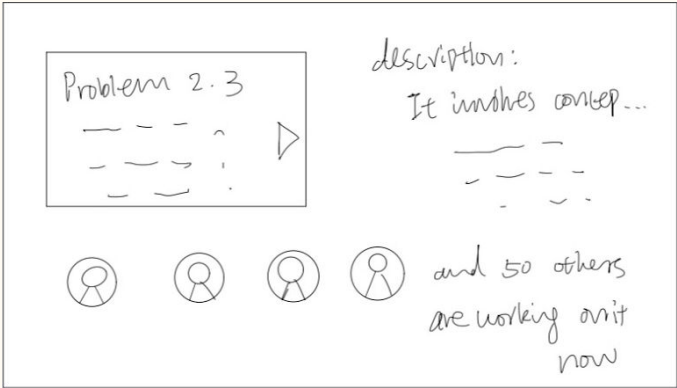 Problem 2.3
description:
It involves concep...
and 50 others
are working on it
now